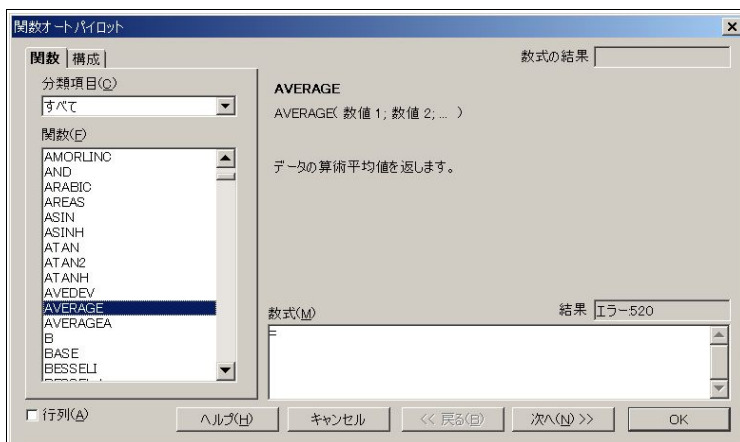 関数オートパイロット
関数 構成
数式の結果
分類項目(C)
すべて
関数(F)
AMORLINC
AND
ARABIC
AREAS
ASIN
ASINH
ATAN
ATAN2
ATANH
AVEDEV
AVERAGE
AVERAGEA
B
BASE
BESSELI
AVERAGE
AVERAGE( 数値 1; 数値 2; ... )
データの算術平均値を返します。
数式(M)
結果 エラー:520
=
行列(A)
ヘルプ(H)
キャンセル
<< 戻る(B)
次へ(N) >>
OK